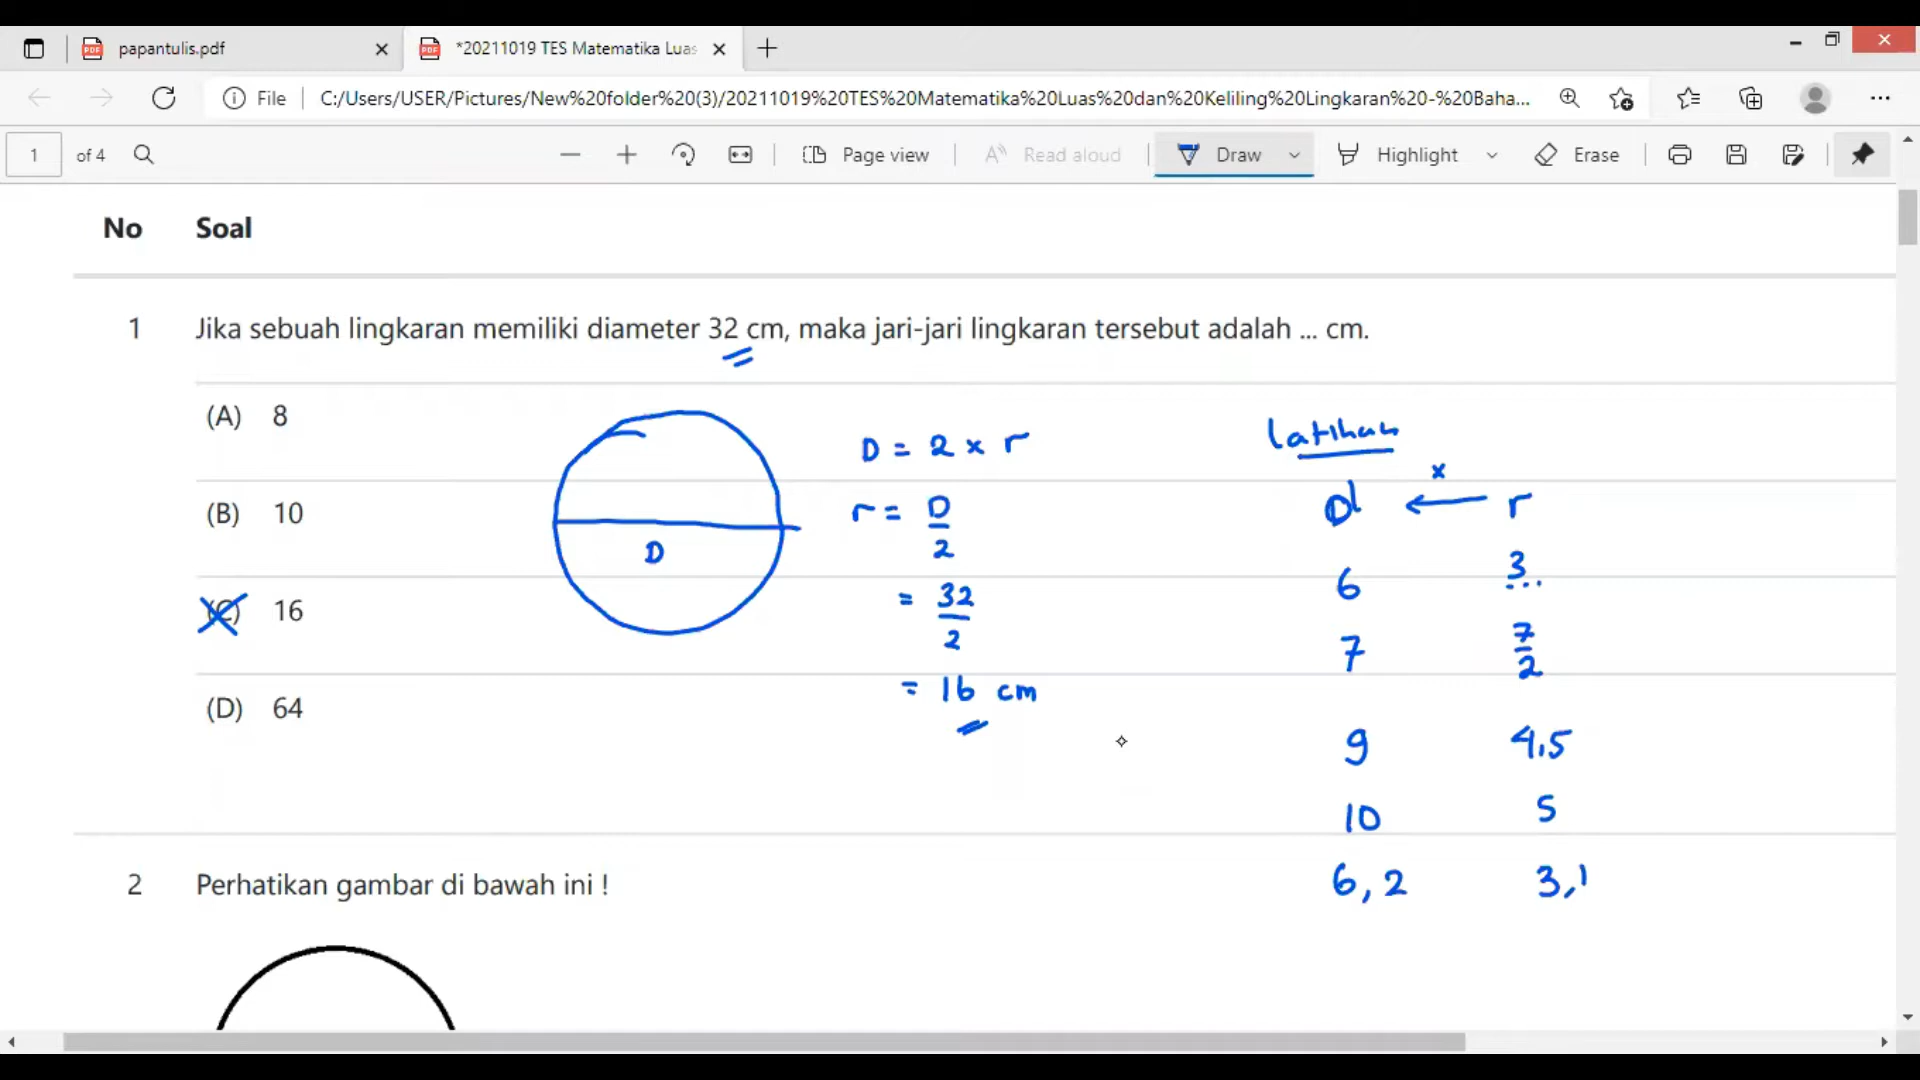 papantulis.pdf
*20211019 TES Matematika Luas
File
C:/Users/USER/Pictures/New%20folder%20(3)/20211019%20TES%20Matematika%20Luas%20dan%20Keliling%20Lingkaran%20-%20Baha...
1 of 4
Page view
Read aloud
Draw
Highlight
Erase
No Soal
1 Jika sebuah lingkaran memiliki diameter 32 cm, maka jari-jari lingkaran tersebut adalah ... cm.
(A) 8
(B) 10
(C) 16
(D) 64
D
D = 2 x r
r = D/2
= 32/2
= 16 cm
latihan
x
d ← r
6 3
7 7/2
9 4,5
10 5
6,2 3,1
2 Perhatikan gambar di bawah ini !